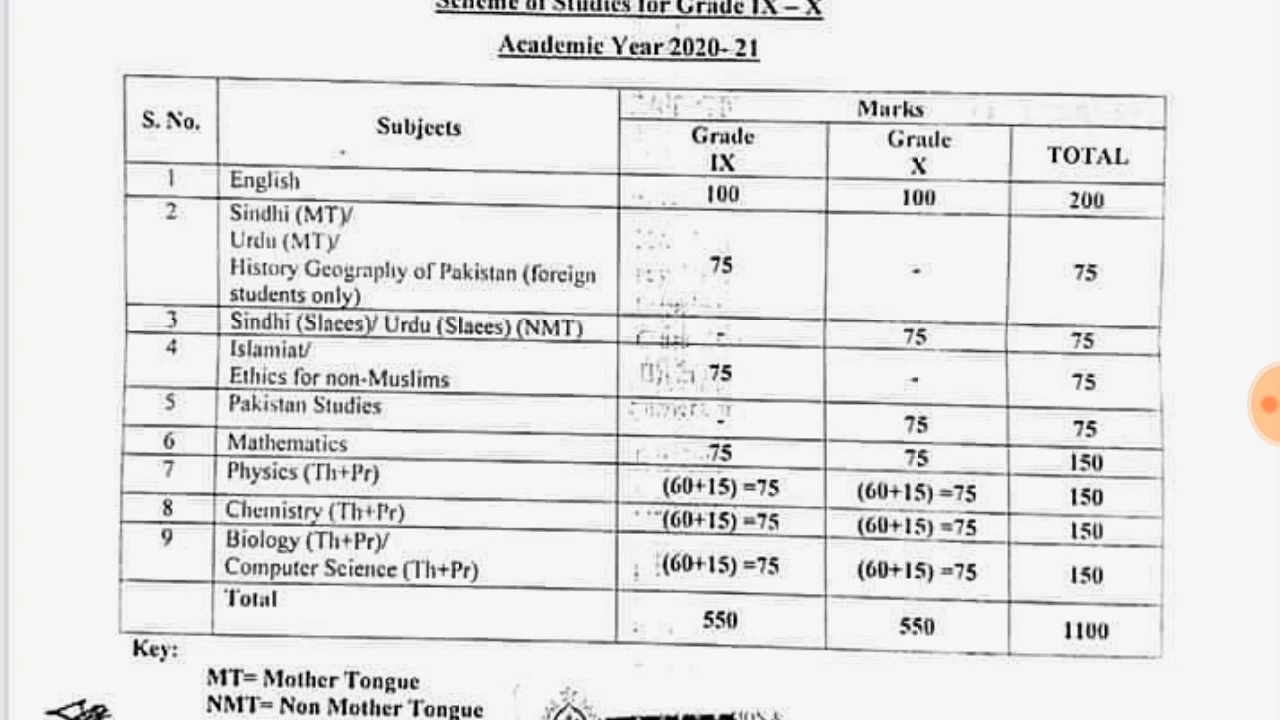 Scheme of Studies for Grade IX – X
Academic Year 2020- 21
S. No.
Subjects
Marks
Grade IX
Grade X
TOTAL
1 English 100 100 200
2 Sindhi (MT)/
Urdu (MT)/
History Geography of Pakistan (foreign
students only) 75 - 75
3 Sindhi (Slaees)/ Urdu (Slaees) (NMT) - 75 75
4 Islamiat/
Ethics for non-Muslims 75 - 75
5 Pakistan Studies - 75 75
6 Mathematics 75 75 150
7 Physics (Th+Pr) (60+15) =75 (60+15) =75 150
8 Chemistry (Th+Pr) (60+15) =75 (60+15) =75 150
9 Biology (Th+Pr)/
Computer Science (Th+Pr) (60+15) =75 (60+15) =75 150
Total 550 550 1100
Key:
MT= Mother Tongue
NMT= Non Mother Tongue